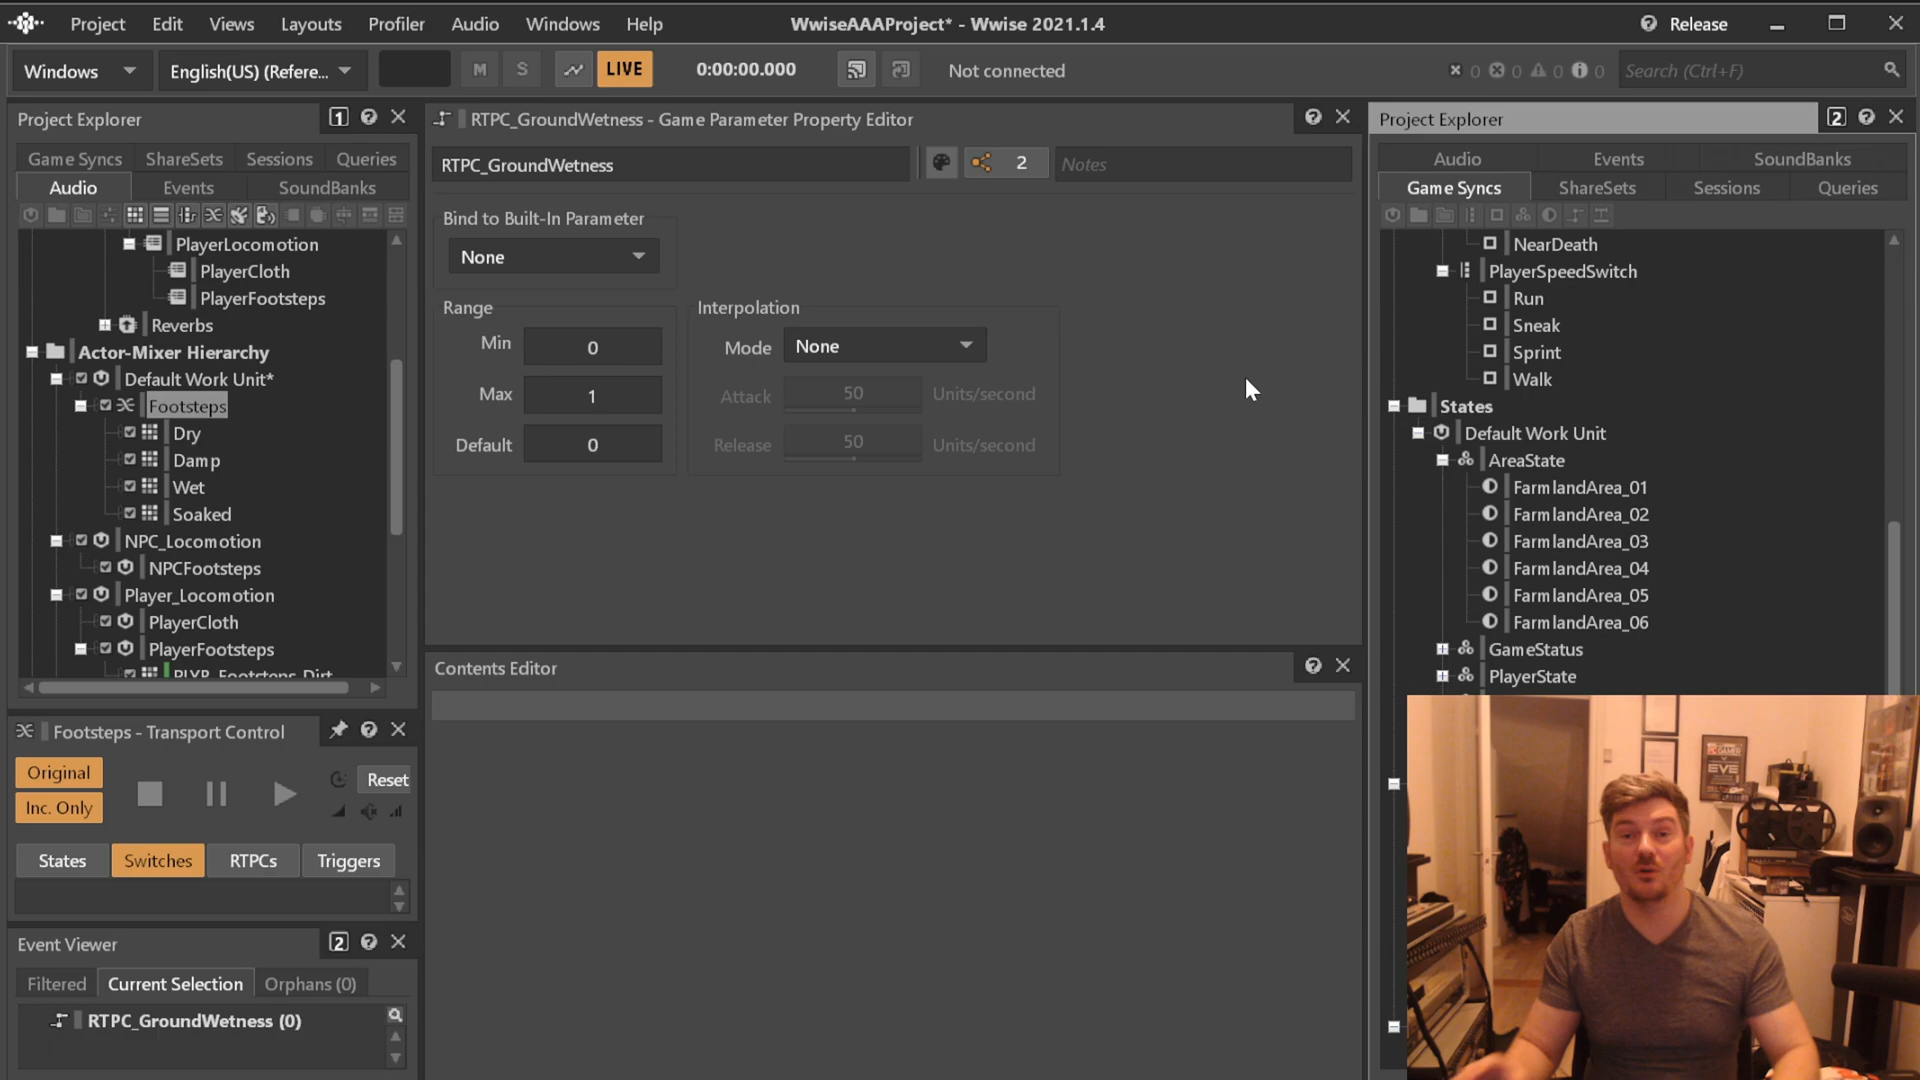 Project Edit Views Layouts Profiler Audio Windows Help WwiseAAAProject* - Wwise 2021.1.4 Release
Windows English(US) (Refere... M S LIVE 0:00:00.000 Not connected 0 0 0 0 Search (Ctrl+F)
Project Explorer 1
Game Syncs ShareSets Sessions Queries
Audio Events SoundBanks
PlayerLocomotion
PlayerCloth
PlayerFootsteps
Reverbs
Actor-Mixer Hierarchy
Default Work Unit*
Footsteps
Dry
Damp
Wet
Soaked
NPC_Locomotion
NPCFootsteps
Player_Locomotion
PlayerCloth
PlayerFootsteps
PLYR_Footsteps_Dirt
Footsteps - Transport Control
Original
Inc. Only
Reset
States Switches RTPCs Triggers
Event Viewer 2
Filtered Current Selection Orphans (0)
RTPC_GroundWetness (0)
RTPC_GroundWetness - Game Parameter Property Editor
RTPC_GroundWetness 2 Notes
Bind to Built-In Parameter
None
Range
Min 0
Max 1
Default 0
Interpolation
Mode None
Attack 50 Units/second
Release 50 Units/second
Contents Editor
Project Explorer 2
Audio Events SoundBanks
Game Syncs ShareSets Sessions Queries
NearDeath
PlayerSpeedSwitch
Run
Sneak
Sprint
Walk
States
Default Work Unit
AreaState
FarmlandArea_01
FarmlandArea_02
FarmlandArea_03
FarmlandArea_04
FarmlandArea_05
FarmlandArea_06
GameStatus
PlayerState
EVE